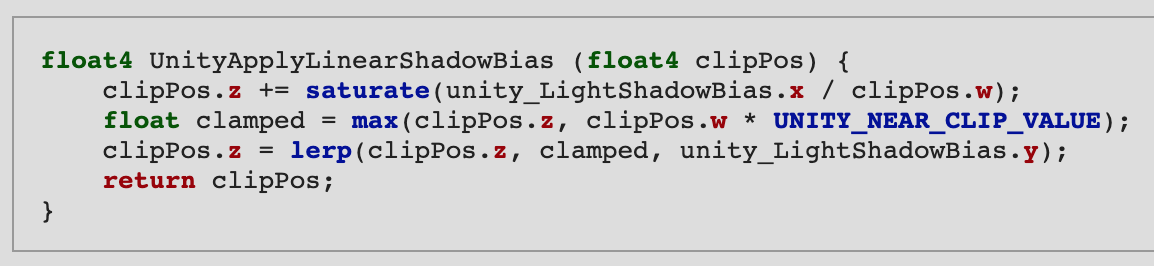 float4 UnityApplyLinearShadowBias (float4 clipPos) {
    clipPos.z += saturate(unity_LightShadowBias.x / clipPos.w);
    float clamped = max(clipPos.z, clipPos.w * UNITY_NEAR_CLIP_VALUE);
    clipPos.z = lerp(clipPos.z, clamped, unity_LightShadowBias.y);
    return clipPos;
}